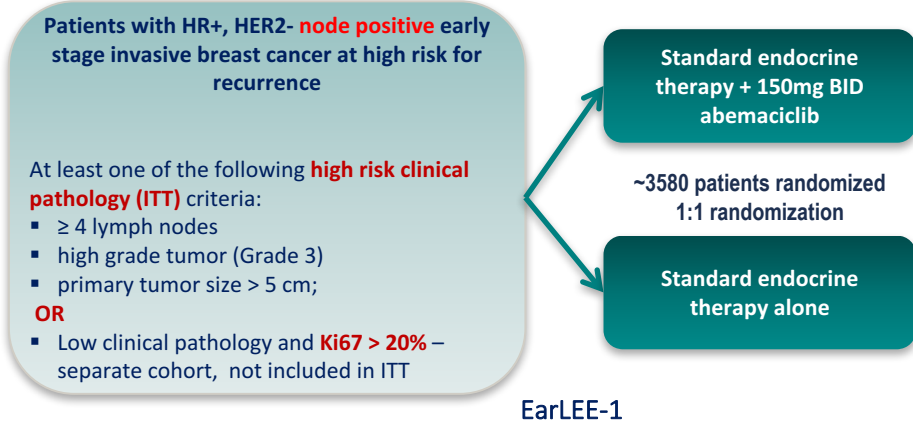 Patients with HR+, HER2- node positive early
stage invasive breast cancer at high risk for
recurrence
At least one of the following high risk clinical
pathology (ITT) criteria:
▪ ≥ 4 lymph nodes
▪ high grade tumor (Grade 3)
▪ primary tumor size > 5 cm;
OR
▪ Low clinical pathology and Ki67 > 20% –
separate cohort, not included in ITT
Standard endocrine
therapy + 150mg BID
abemaciclib
~3580 patients randomized
1:1 randomization
Standard endocrine
therapy alone
EarLEE-1